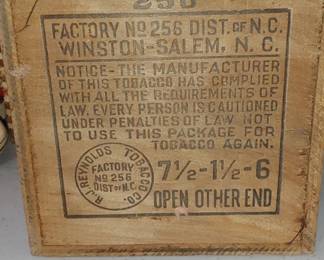 256
FACTORY Nº 256 DIST. OF N.C.
WINSTON-SALEM, N. C.
NOTICE-THE MANUFACTURER
OF THIS TOBACCO HAS COMPLIED
WITH ALL THE REQUIREMENTS OF
LAW. EVERY PERSON IS CAUTIONED
UNDER PENALTIES OF LAW NOT
TO USE THIS PACKAGE FOR
TOBACCO AGAIN.
R.J. REYNOLDS TOBACCO CO.
FACTORY
Nº 256
DIST OF N.C.
7½-1½-6
OPEN OTHER END